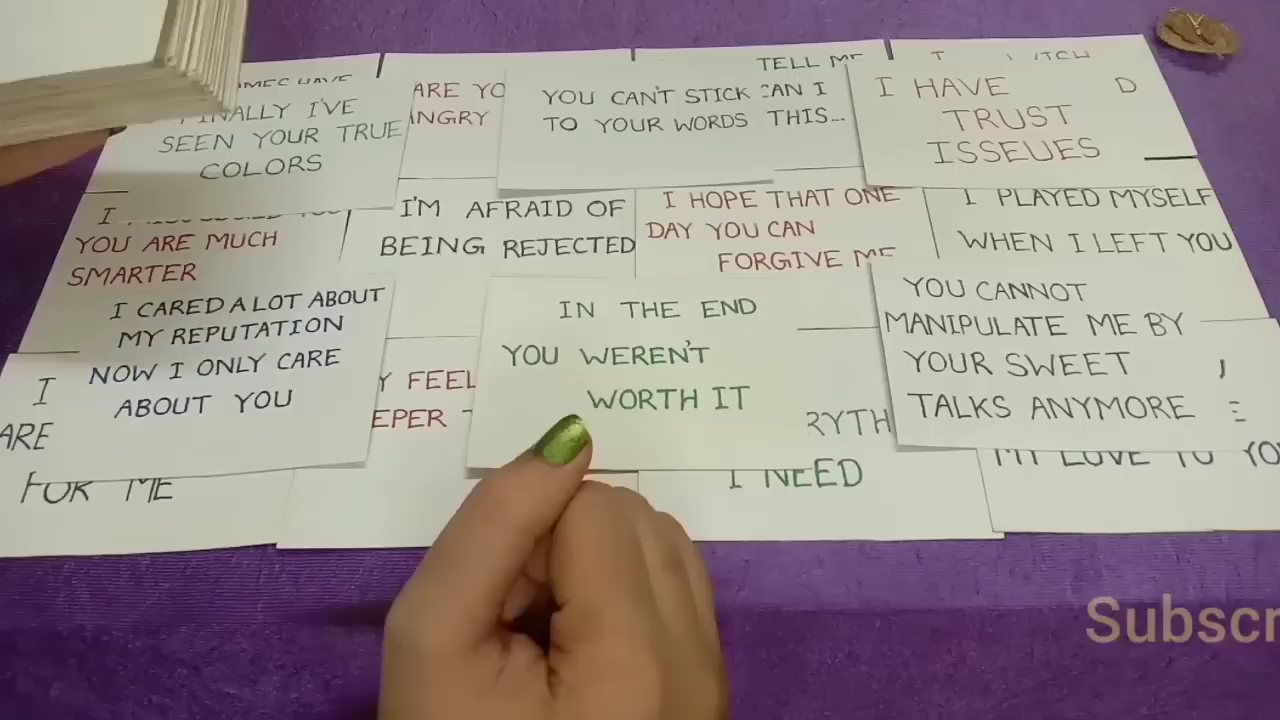 FINALLY I'VE
SEEN YOUR TRUE
COLORS
ARE YO
ANGRY
YOU CAN'T STICK
TO YOUR WORDS
TELL ME
CAN I
THIS...
I HAVE D
TRUST
ISSEUES
I
YOU ARE MUCH
SMARTER
I'M AFRAID OF
BEING REJECTED
I HOPE THAT ONE
DAY YOU CAN
FORGIVE ME
I PLAYED MYSELF
WHEN I LEFT YOU
I CARED A LOT ABOUT
MY REPUTATION
NOW I ONLY CARE
ABOUT YOU
IN THE END
YOU WEREN'T
WORTH IT
YOU CANNOT
MANIPULATE ME BY
YOUR SWEET
TALKS ANYMORE
I
ARE
FOR ME
Y FEEL
EPER
RYTH
I NEED
MY LOVE TO YO
Subscr